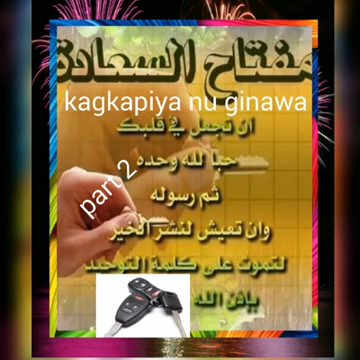 مفتاح السعادة
kagkapiya nu ginawa
ان تجعل في قلبك
حبا لله وحده
part 2
ثم رسوله
وان تعيش لنشر الخير
لتموت على كلمة التوحيد
بإذن الله